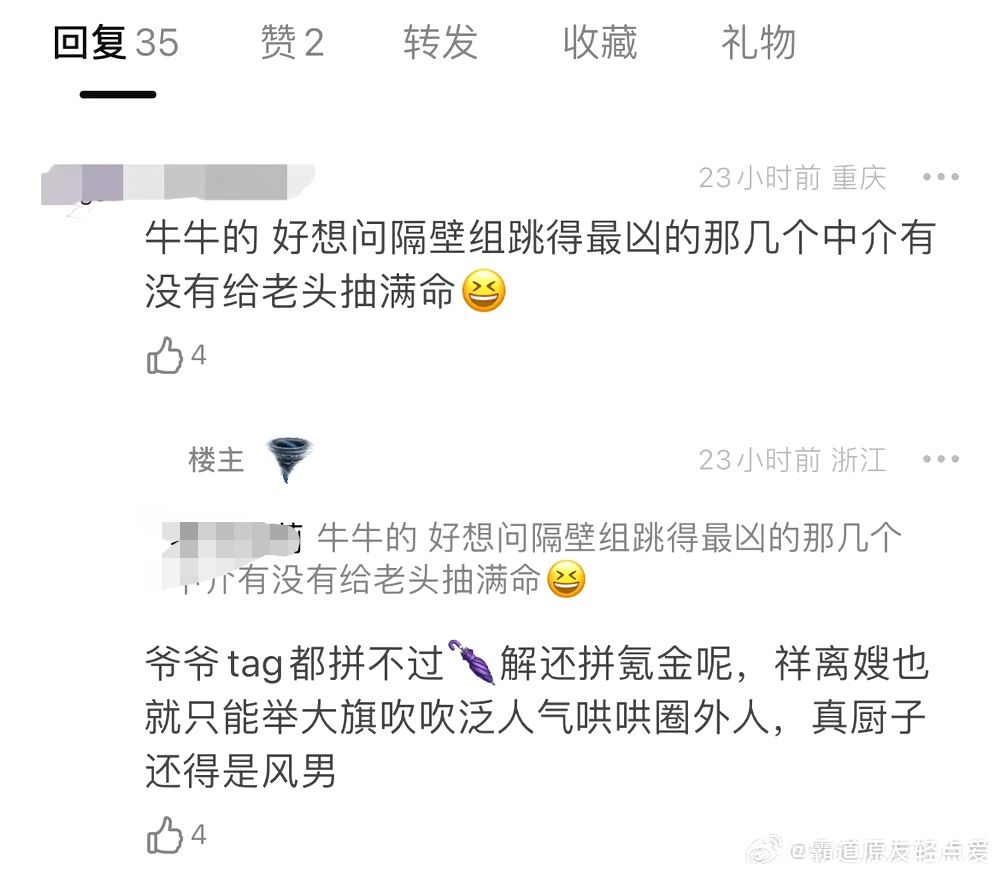 回复 35 赞 2 转发 收藏 礼物
23小时前 重庆
牛牛的 好想问隔壁组跳得最凶的那几个中介有
没有给老头抽满命😆
4
楼主 23小时前 浙江
牛牛的 好想问隔壁组跳得最凶的那几个
中介有没有给老头抽满命😆
爷爷tag都拼不过🌂解还拼氪金呢，祥离嫂也
就只能举大旗吹吹泛人气哄哄圈外人，真厨子
还得是风男
4
@霸道原友轻点爱